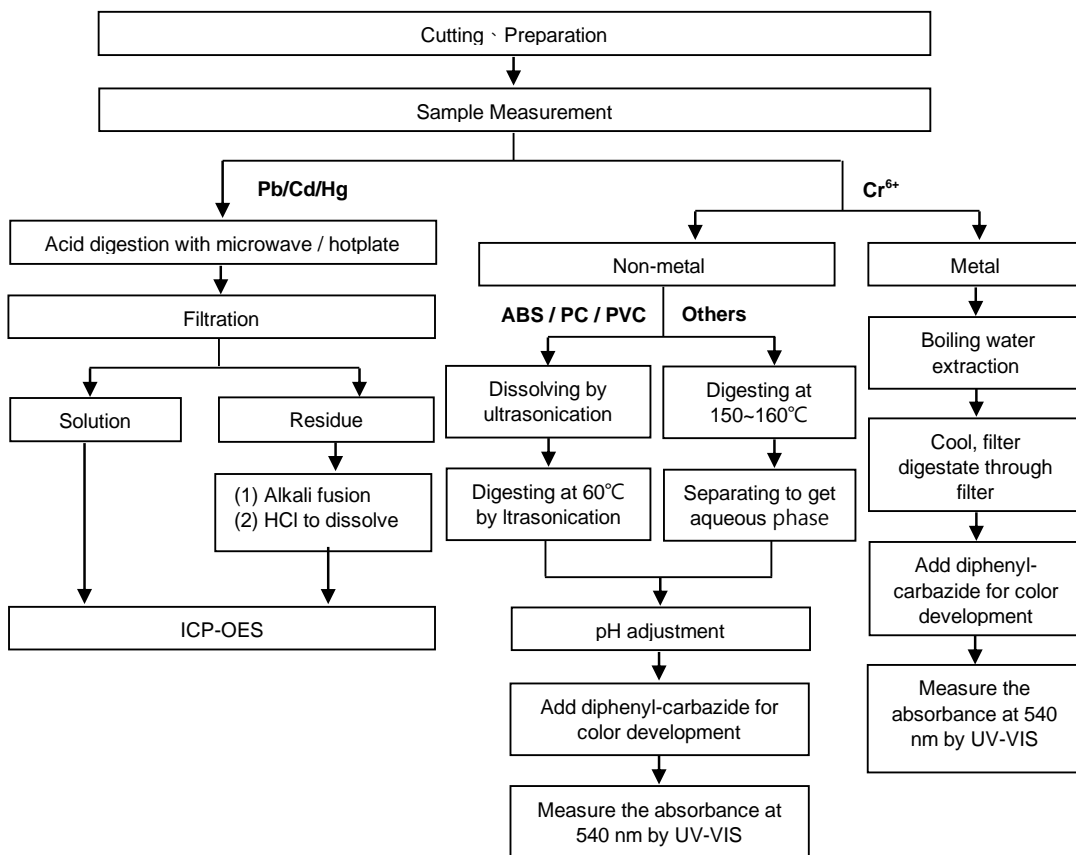 Cutting、Preparation
Sample Measurement
Pb/Cd/Hg
Cr6+
Acid digestion with microwave / hotplate
Non-metal
Metal
Filtration
ABS / PC / PVC
Others
Boiling water
extraction
Solution
Residue
Dissolving by
ultrasonication
Digesting at
150~160℃
Cool, filter
digestate through
filter
(1) Alkali fusion
(2) HCl to dissolve
Digesting at 60℃
by ltrasonication
Separating to get
aqueous phase
Add diphenyl-
carbazide for color
development
ICP-OES
pH adjustment
Measure the
absorbance at 540
nm by UV-VIS
Add diphenyl-carbazide for
color development
Measure the absorbance at
540 nm by UV-VIS